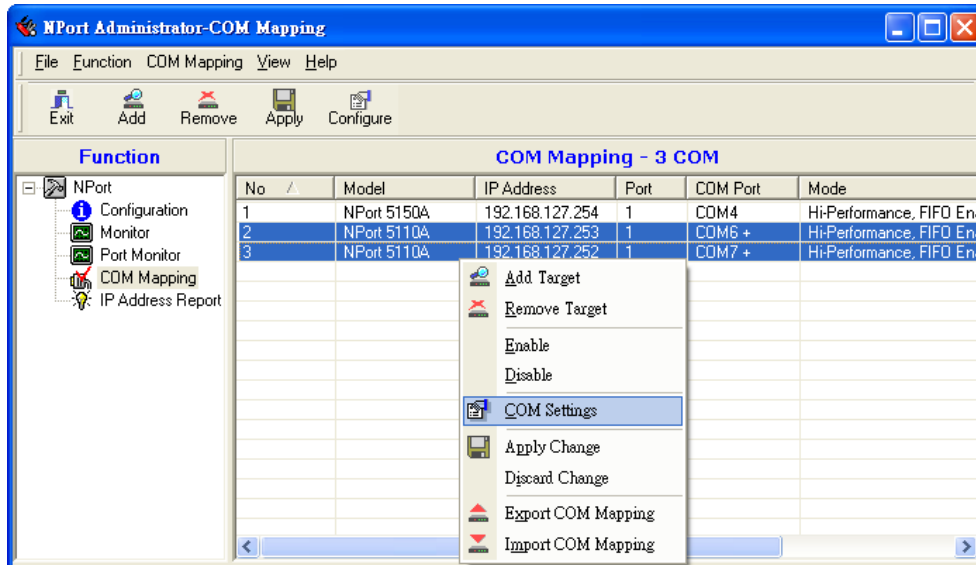 NPort Administrator-COM Mapping
File Function COM Mapping View Help
Exit Add Remove Apply Configure
Function
COM Mapping - 3 COM
NPort
Configuration
Monitor
Port Monitor
COM Mapping
IP Address Report
No Model IP Address Port COM Port Mode
1 NPort 5150A 192.168.127.254 1 COM4 Hi-Performance, FIFO En
2 NPort 5110A 192.168.127.253 1 COM6 + Hi-Performance, FIFO En
3 NPort 5110A 192.168.127.252 1 COM7 + Hi-Performance, FIFO En
Add Target
Remove Target
Enable
Disable
COM Settings
Apply Change
Discard Change
Export COM Mapping
Import COM Mapping